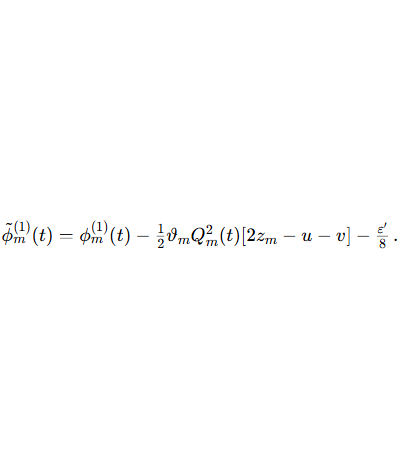 $\tilde{\phi}_m^{(1)}(t) = \phi_m^{(1)}(t) - \frac{1}{2}\vartheta_m Q_m^2(t)[2z_m - u - v] - \frac{\varepsilon'}{8}\,.$